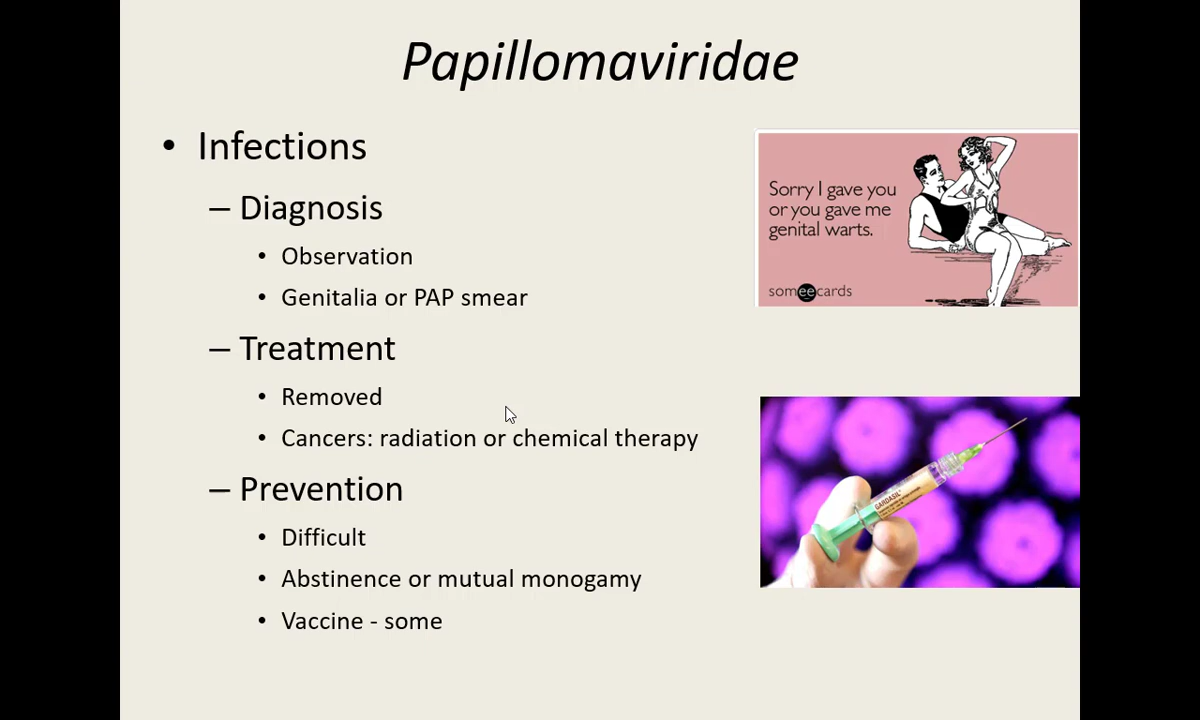 Papillomaviridae
• Infections
– Diagnosis
• Observation
• Genitalia or PAP smear
– Treatment
• Removed
• Cancers: radiation or chemical therapy
– Prevention
• Difficult
• Abstinence or mutual monogamy
• Vaccine - some
Sorry I gave you
or you gave me
genital warts.
someecards
GARDASIL